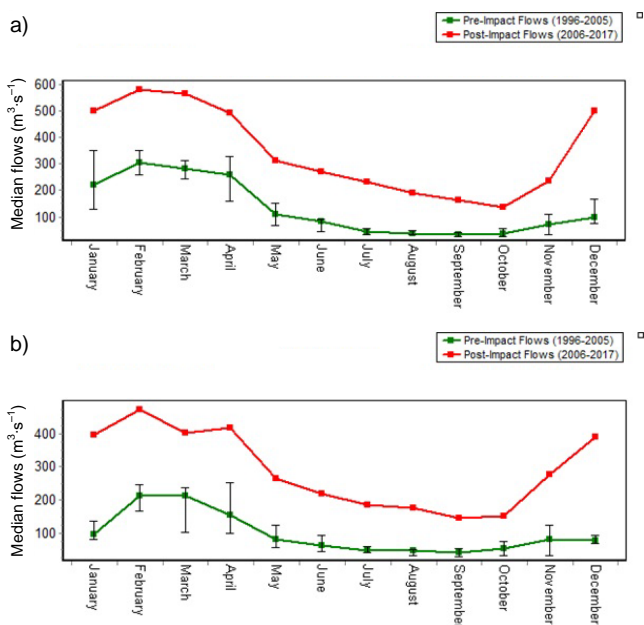 a)
Pre-Impact Flows (1996-2005)
Post-Impact Flows (2006-2017)
Median flows (m³·s⁻¹)
600
500
400
300
200
100
January
February
March
April
May
June
July
August
September
October
November
December
b)
Pre-Impact Flows (1996-2005)
Post-Impact Flows (2006-2017)
Median flows (m³·s⁻¹)
400
300
200
100
January
February
March
April
May
June
July
August
September
October
November
December